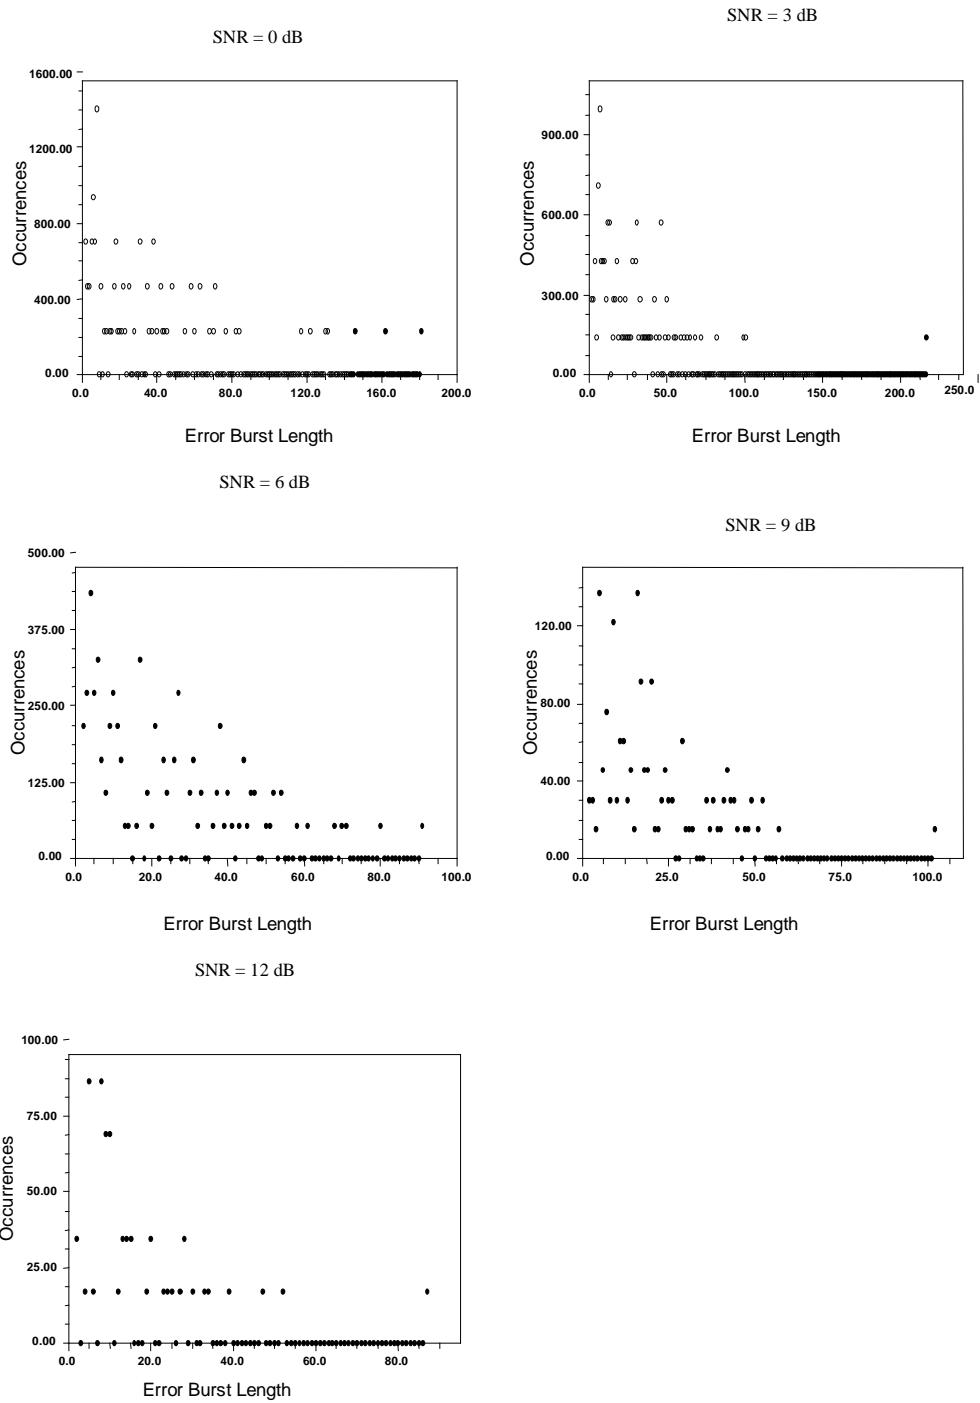 SNR = 0 dB
1600.00
1200.00
800.00
400.00
0.00
Occurrences
0.0 40.0 80.0 120.0 160.0 200.0
Error Burst Length
SNR = 3 dB
900.00
600.00
300.00
0.00
Occurrences
0.0 50.0 100.0 150.0 200.0 250.0
Error Burst Length
SNR = 6 dB
500.00
375.00
250.00
125.00
0.00
Occurrences
0.0 20.0 40.0 60.0 80.0 100.0
Error Burst Length
SNR = 9 dB
120.00
80.00
40.00
0.00
Occurrences
0.0 25.0 50.0 75.0 100.0
Error Burst Length
SNR = 12 dB
100.00
75.00
50.00
25.00
0.00
Occurrences
0.0 20.0 40.0 60.0 80.0
Error Burst Length